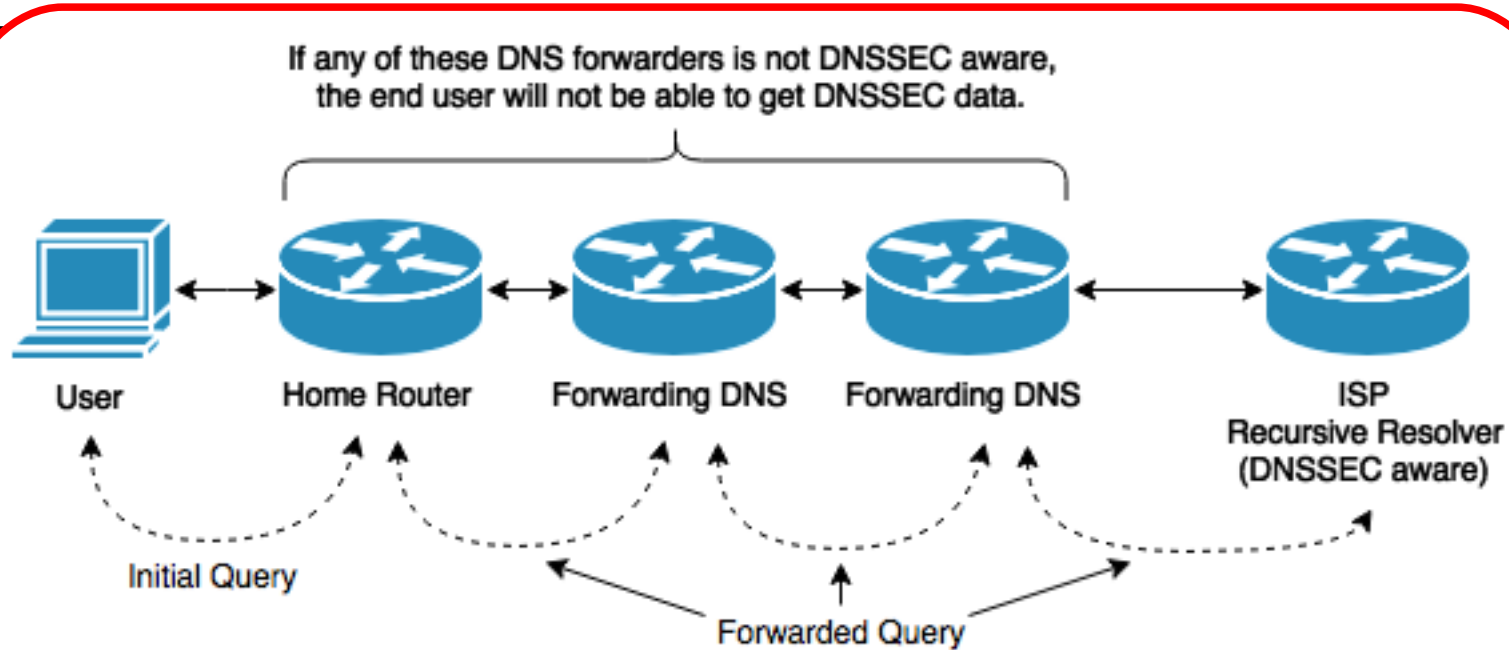 If any of these DNS forwarders is not DNSSEC aware,
the end user will not be able to get DNSSEC data.
User
Home Router
Forwarding DNS
Forwarding DNS
ISP
Recursive Resolver
(DNSSEC aware)
Initial Query
Forwarded Query